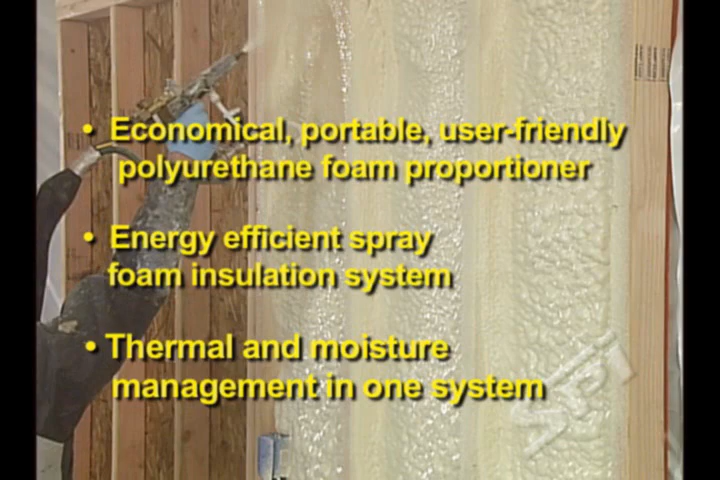 • Economical, portable, user-friendly
polyurethane foam proportioner
• Energy efficient spray
foam insulation system
• Thermal and moisture
management in one system